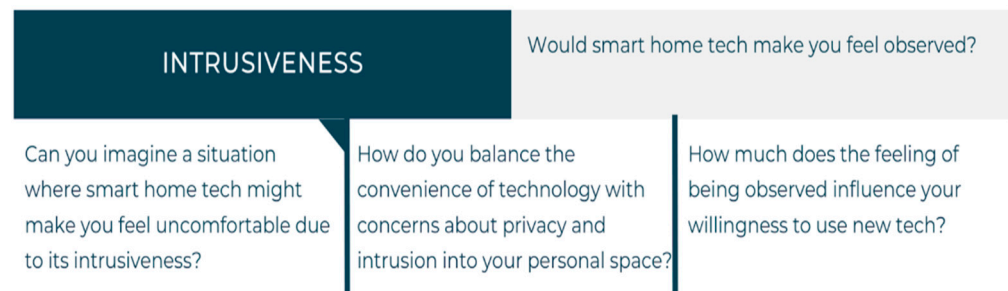 INTRUSIVENESS
Would smart home tech make you feel observed?
Can you imagine a situation
where smart home tech might
make you feel uncomfortable due
to its intrusiveness?
How do you balance the
convenience of technology with
concerns about privacy and
intrusion into your personal space?
How much does the feeling of
being observed influence your
willingness to use new tech?